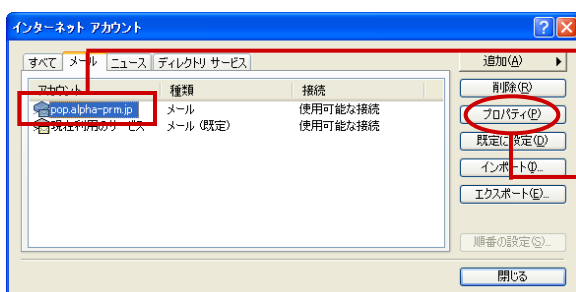 インターネット アカウント
すべて メール ニュース ディレクトリ サービス
アカウント 種類 接続
pop.alpha-prm.jp メール 使用可能な接続
現在利用のサービス メール (既定) 使用可能な接続
追加(A)
削除(R)
プロパティ(P)
既定に設定(D)
インポート(I)...
エクスポート(E)...
順番の設定(S)...
閉じる